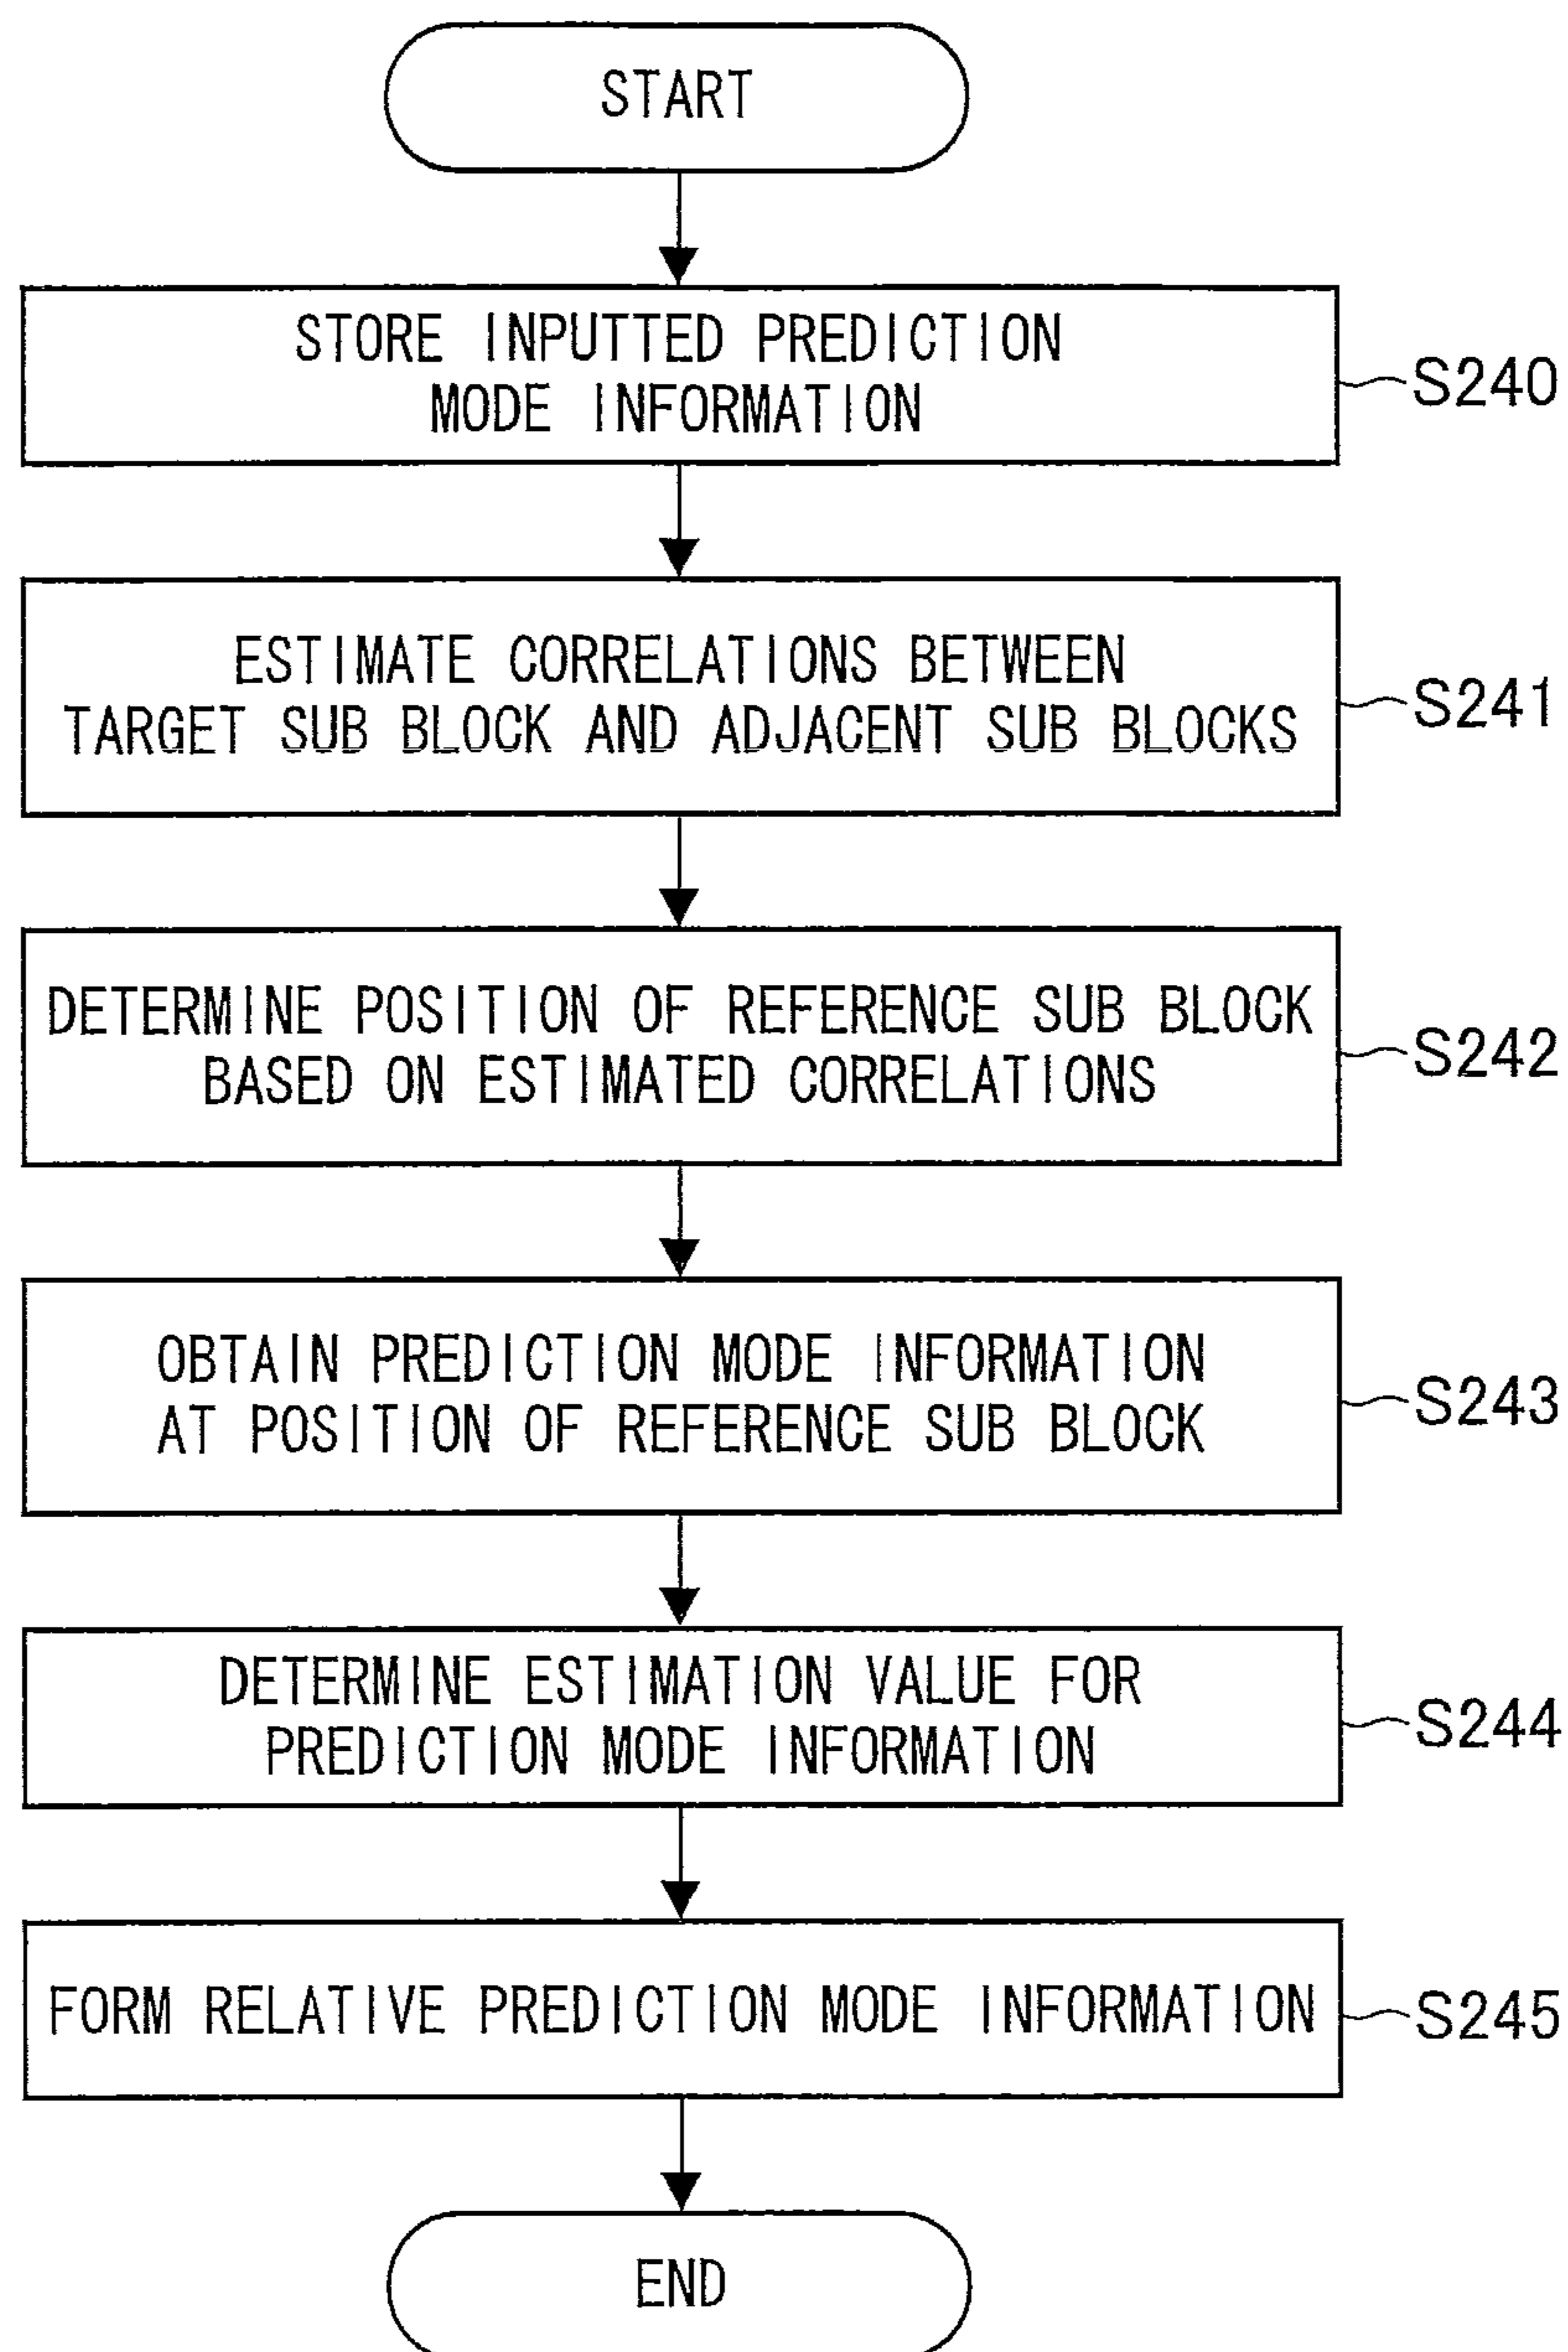 START
STORE INPUTTED PREDICTION
MODE INFORMATION
S240
ESTIMATE CORRELATIONS BETWEEN
TARGET SUB BLOCK AND ADJACENT SUB BLOCKS
S241
DETERMINE POSITION OF REFERENCE SUB BLOCK
BASED ON ESTIMATED CORRELATIONS
S242
OBTAIN PREDICTION MODE INFORMATION
AT POSITION OF REFERENCE SUB BLOCK
S243
DETERMINE ESTIMATION VALUE FOR
PREDICTION MODE INFORMATION
S244
FORM RELATIVE PREDICTION MODE INFORMATION
S245
END